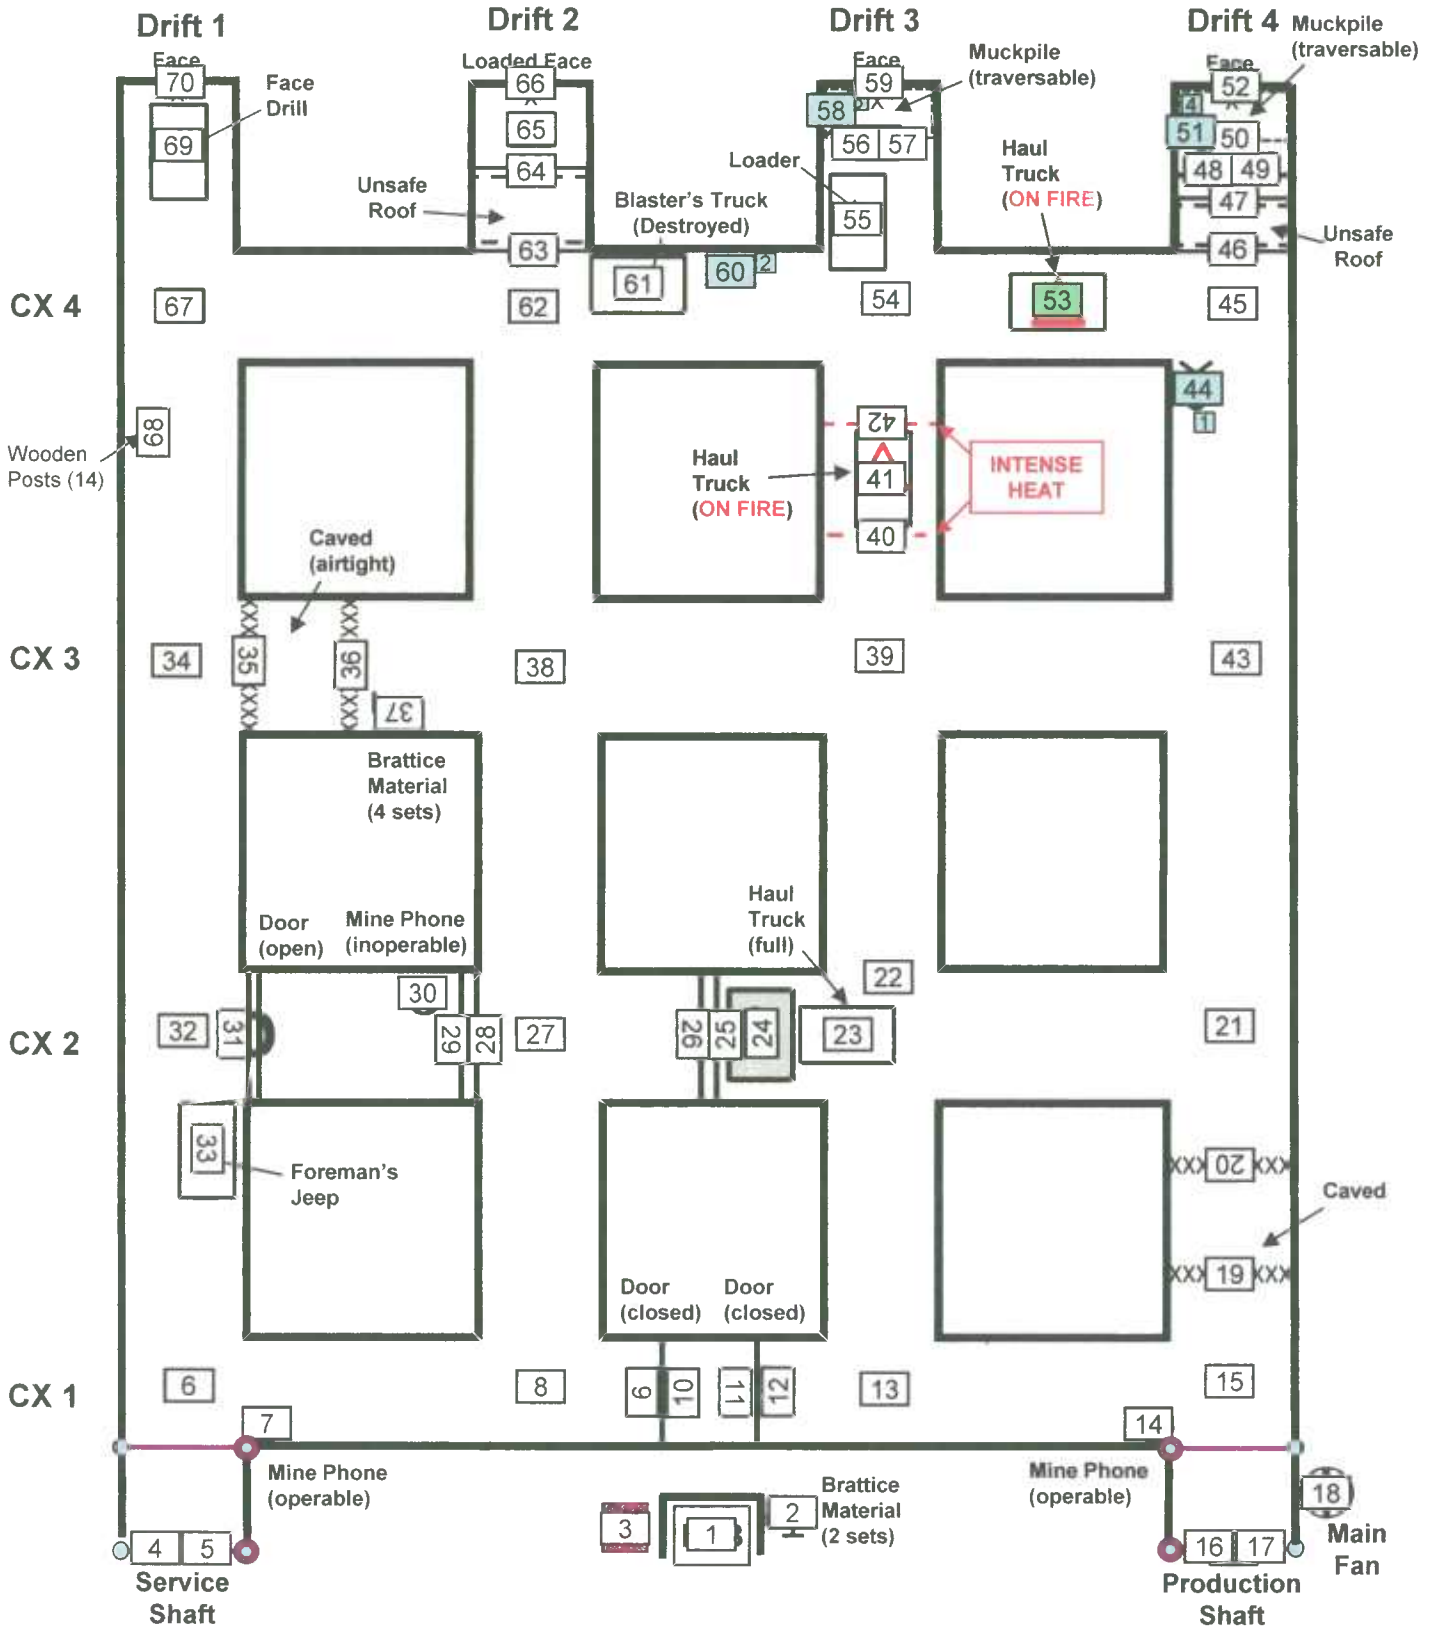 Drift 1
Drift 2
Drift 3
Drift 4
Muckpile
(traversable)
Face
Loaded Face
Face
Muckpile
(traversable)
Face
70
Face
Drill
66
59
52
58
4
65
51
50
69
56
57
Loader
Haul
Truck
(ON FIRE)
48
49
64
Unsafe
Roof
Blaster's Truck
(Destroyed)
55
47
Unsafe
Roof
63
46
60
2
61
CX 4
67
62
54
53
45
44
1
68
Wooden
Posts (14)
42
Haul
Truck
(ON FIRE)
41
INTENSE
HEAT
40
Caved
(airtight)
CX 3
34
35
36
38
39
43
37
Brattice
Material
(4 sets)
Haul
Truck
(full)
Door
(open)
Mine Phone
(inoperable)
30
22
CX 2
32
31
29
28
27
26
25
24
23
21
33
Foreman's
Jeep
XXX
20
XXX
Caved
XXX
19
XXX
Door
(closed)
Door
(closed)
CX 1
6
8
9
10
11
12
13
15
7
14
Mine Phone
(operable)
Mine Phone
(operable)
Brattice
Material
(2 sets)
3
1
2
18
Main
Fan
4
5
16
17
Service
Shaft
Production
Shaft